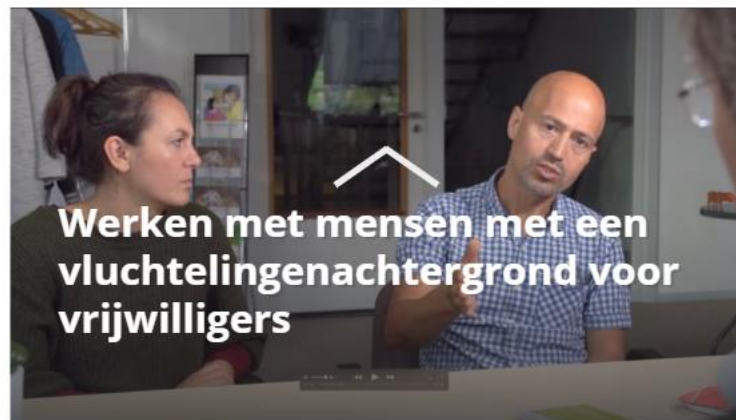 Werken met mensen met een
vluchtelingenachtergrond voor
vrijwilligers